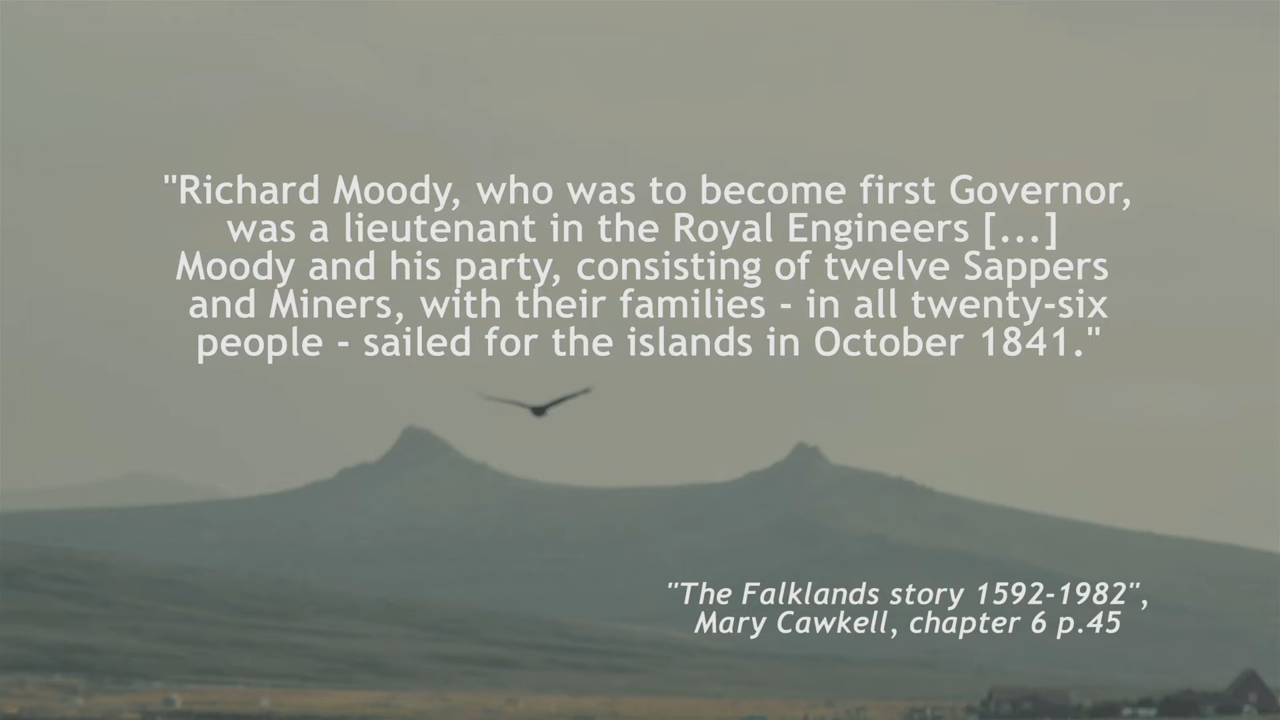 "Richard Moody, who was to become first Governor,
was a lieutenant in the Royal Engineers [...]
Moody and his party, consisting of twelve Sappers
and Miners, with their families - in all twenty-six
people - sailed for the islands in October 1841."
"The Falklands story 1592-1982",
Mary Cawkell, chapter 6 p.45